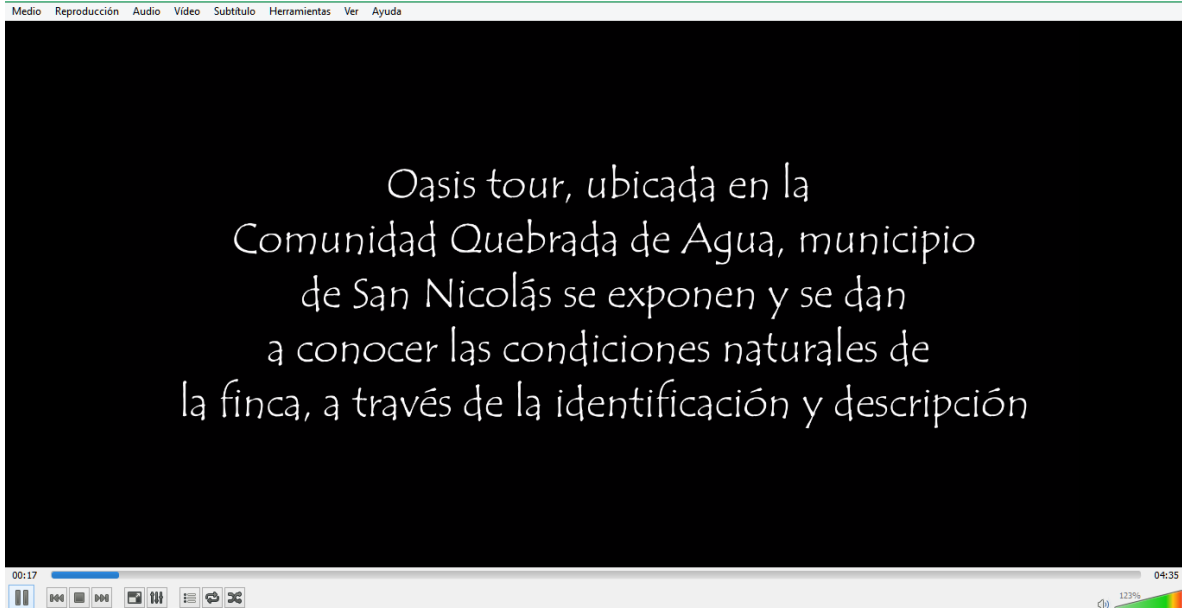 Medio Reproducción Audio Vídeo Subtítulo Herramientas Ver Ayuda
Oasis tour, ubicada en la
Comunidad Quebrada de Agua, municipio
de San Nicolás se exponen y se dan
a conocer las condiciones naturales de
la finca, a través de la identificación y descripción
00:17 04:35
123%